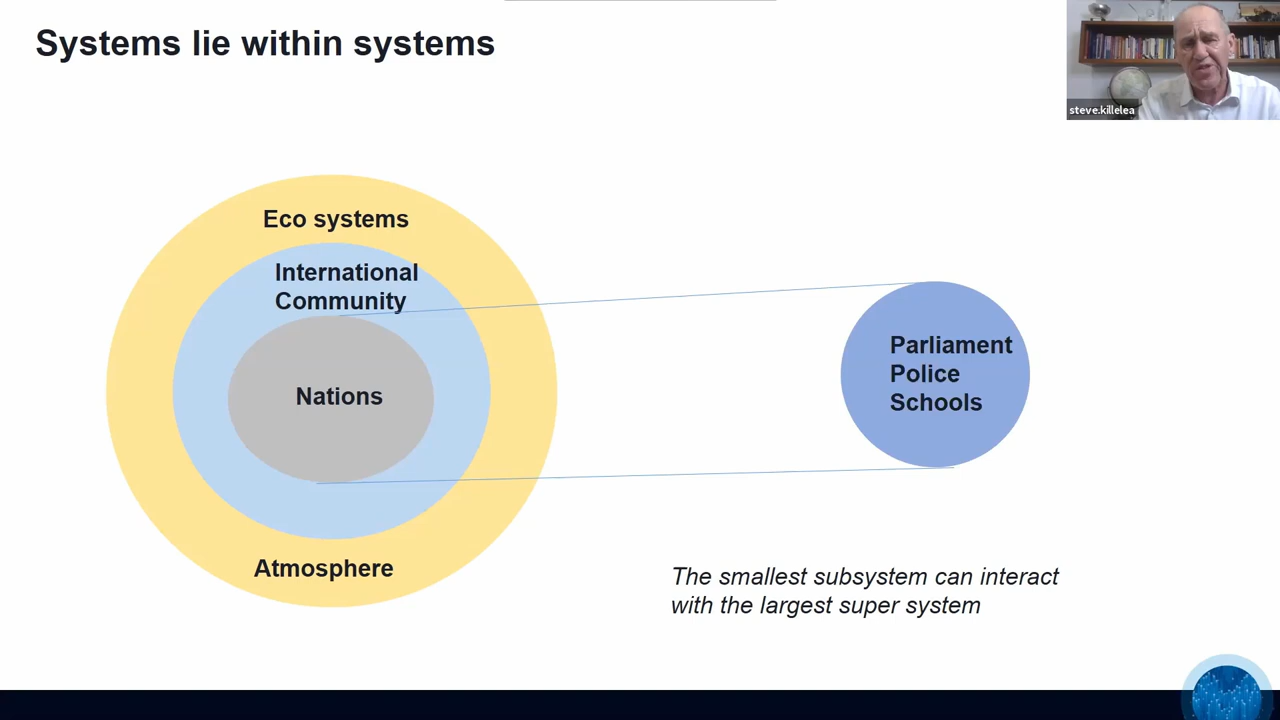 Systems lie within systems
steve.killelea
Eco systems
International
Community
Nations
Atmosphere
Parliament
Police
Schools
The smallest subsystem can interact
with the largest super system